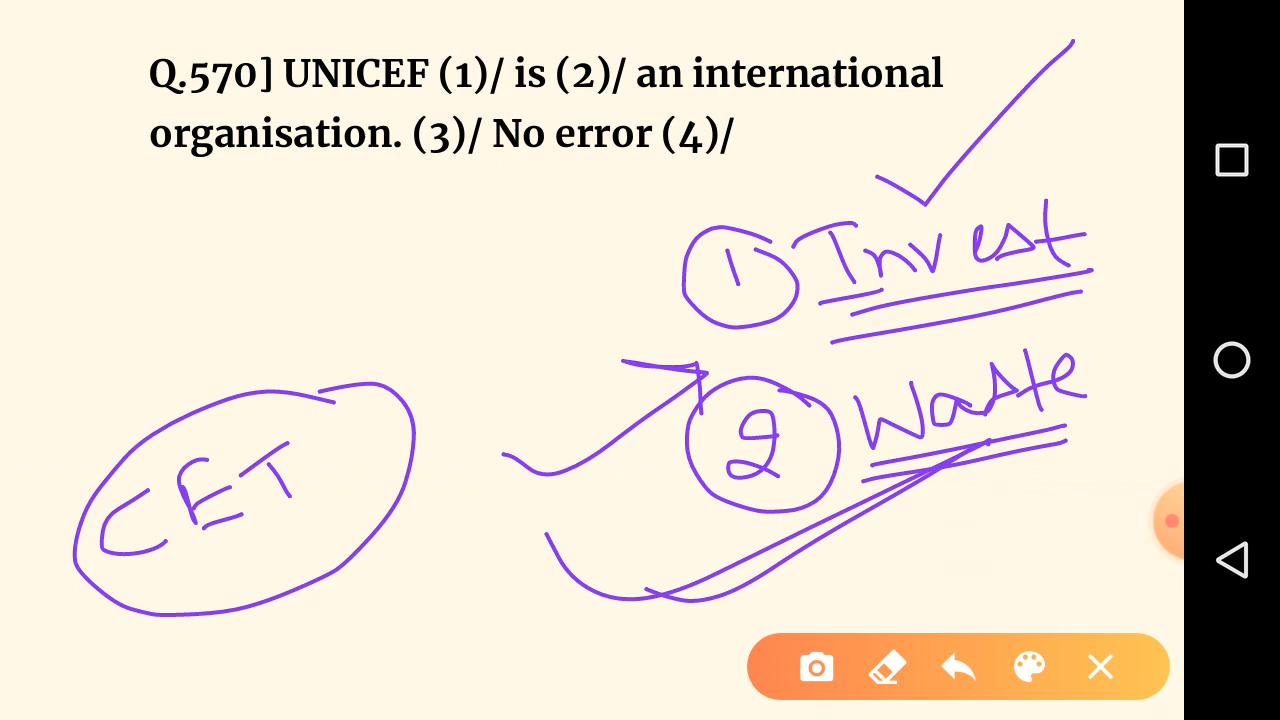 Q.570] UNICEF (1)/ is (2)/ an international
organisation. (3)/ No error (4)/
1 Invest
2 Waste
CET